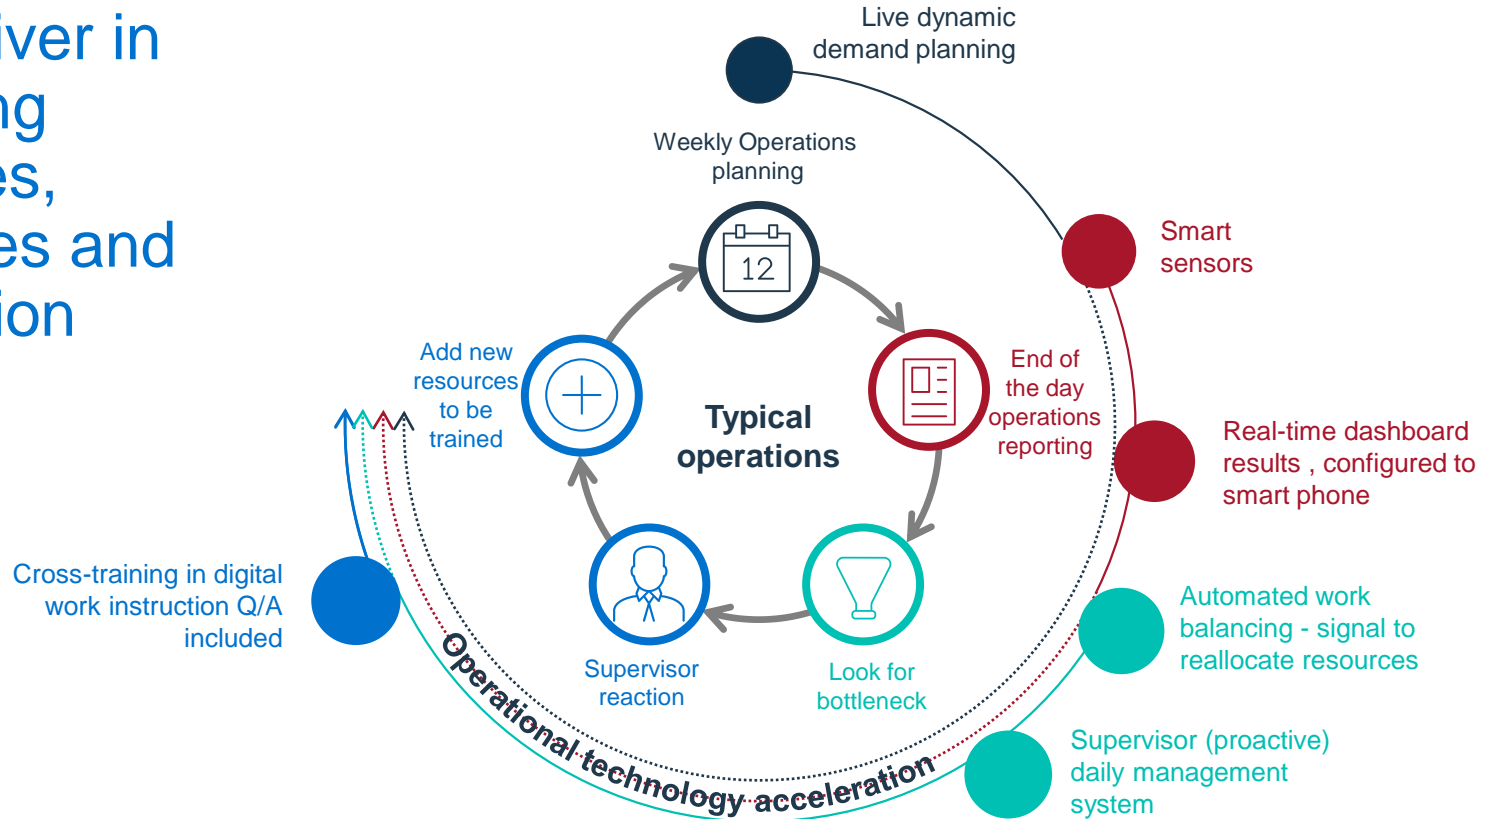 iver in
ng
es,
es and
ion
Live dynamic
demand planning
Weekly Operations
planning
12
Smart
sensors
Add new
resources
to be
trained
End of
the day
operations
reporting
Typical
operations
Real-time dashboard
results , configured to
smart phone
Cross-training in digital
work instruction Q/A
included
Automated work
balancing - signal to
reallocate resources
Supervisor
reaction
Look for
bottleneck
Operational technology acceleration
Supervisor (proactive)
daily management
system